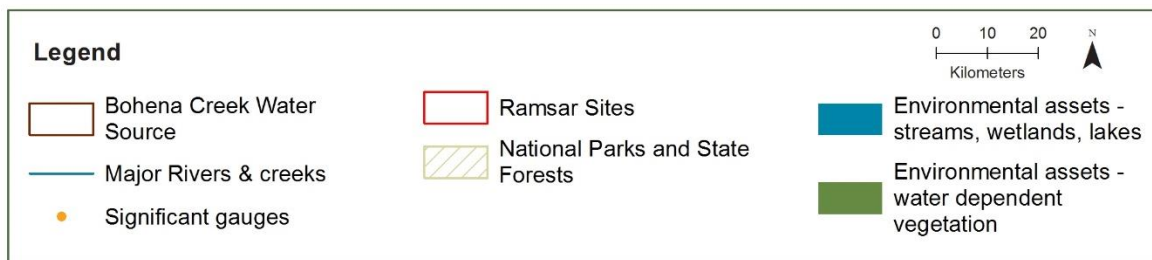 Legend
0 10 20
Kilometers
N
Bohena Creek Water
Source
Major Rivers & creeks
Significant gauges
Ramsar Sites
National Parks and State
Forests
Environmental assets -
streams, wetlands, lakes
Environmental assets -
water dependent
vegetation